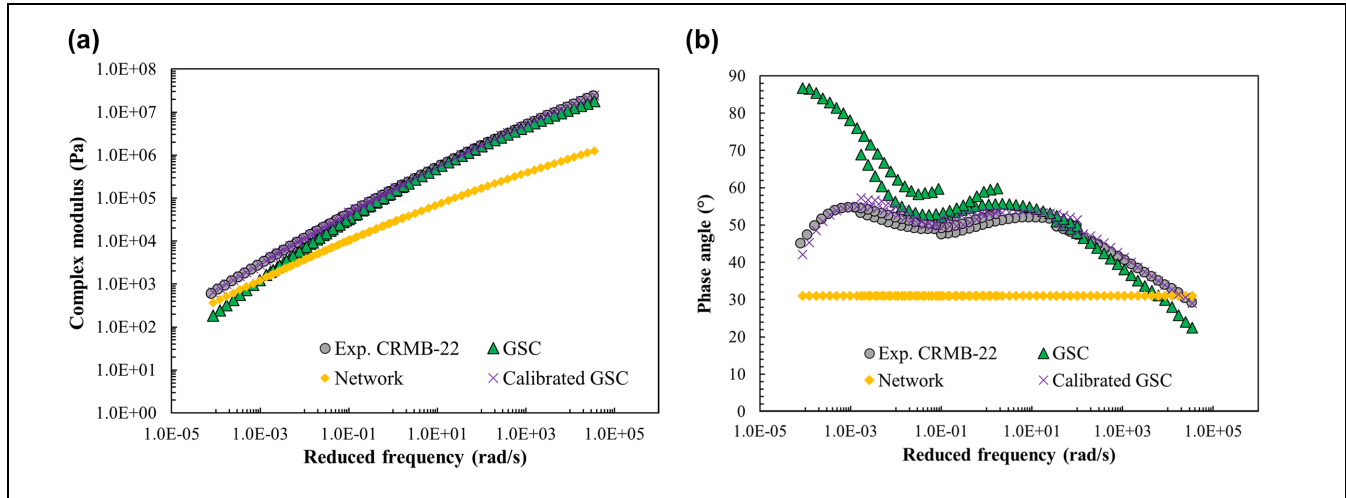 (a)
1.0E+08
1.0E+07
1.0E+06
1.0E+05
1.0E+04
1.0E+03
1.0E+02
1.0E+01
1.0E+00
Complex modulus (Pa)
Exp. CRMB-22
GSC
Network
Calibrated GSC
1.0E-05 1.0E-03 1.0E-01 1.0E+01 1.0E+03 1.0E+05
Reduced frequency (rad/s)
(b)
90
80
70
60
50
40
30
20
10
0
Phase angle (°)
Exp. CRMB-22
GSC
Network
Calibrated GSC
1.0E-05 1.0E-03 1.0E-01 1.0E+01 1.0E+03 1.0E+05
Reduced frequency (rad/s)